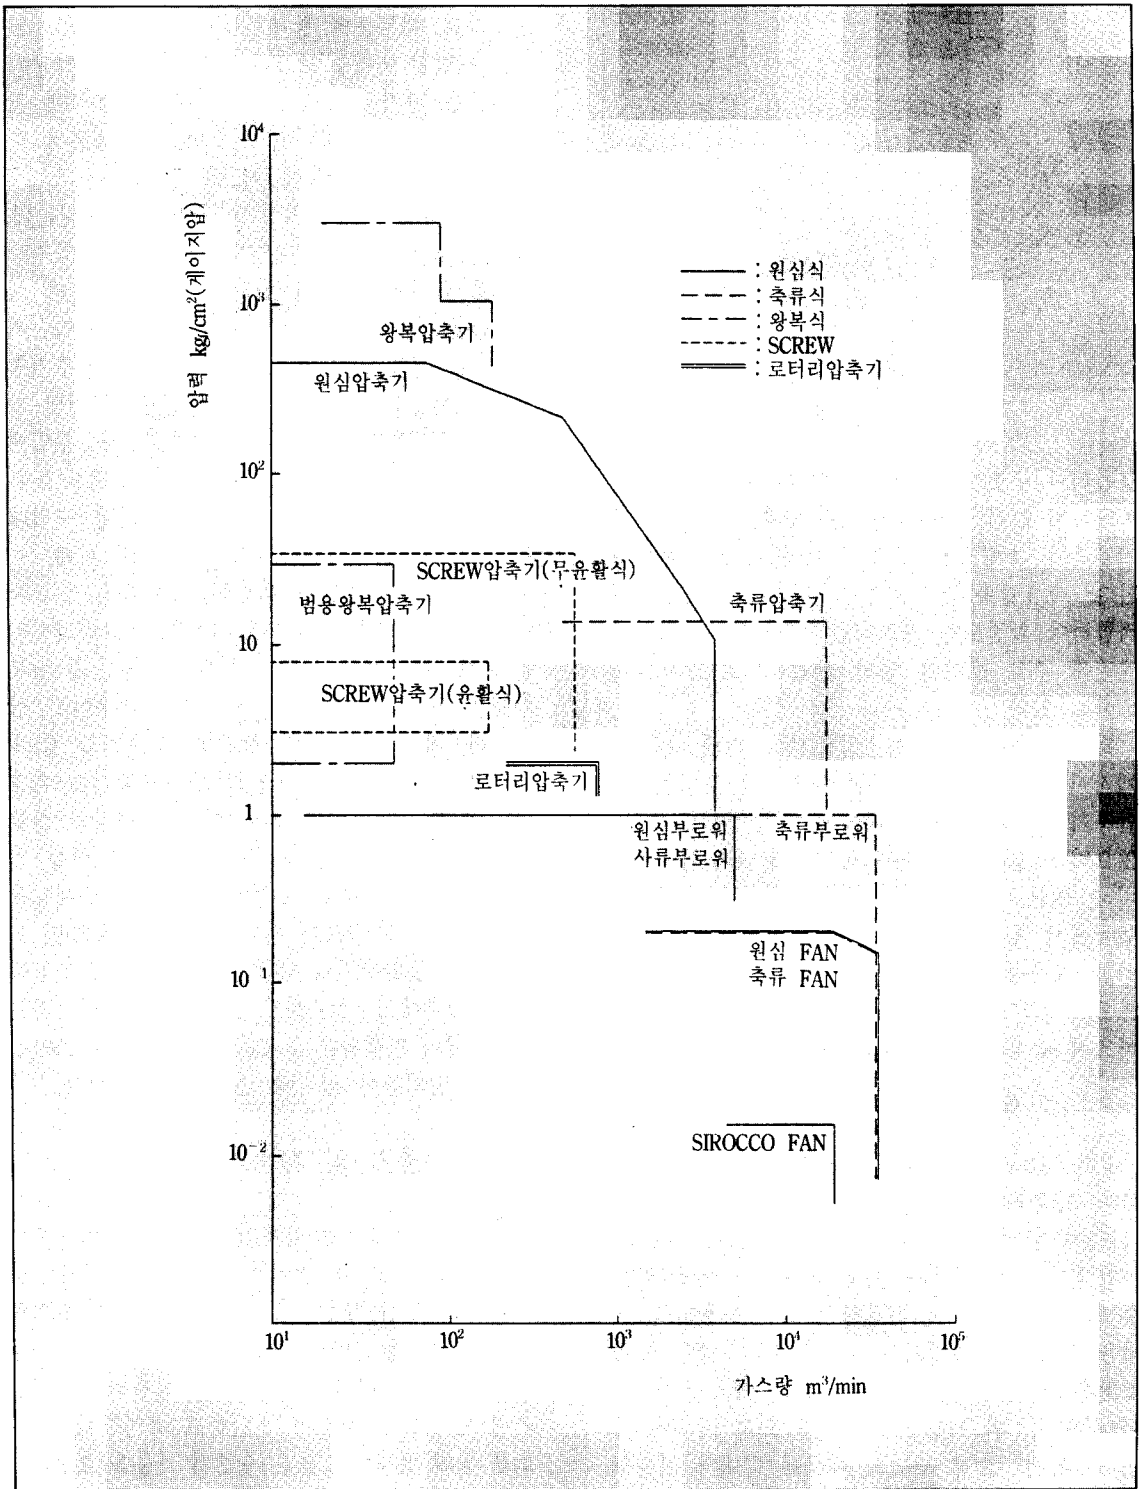 10⁴
압력 kg/cm²(게이지압)
: 원심식
: 축류식
10³
: 왕복식
왕복압축기
: SCREW
: 로터리압축기
원심압축기
10²
SCREW압축기(무윤활식)
범용왕복압축기
축류압축기
10
SCREW압축기(윤활식)
로터리압축기
1
원심부로워
축류부로워
사류부로워
원심 FAN
축류 FAN
10⁻¹
SIROCCO FAN
10⁻²
10¹
10²
10³
10⁴
10⁵
가스량 m³/min